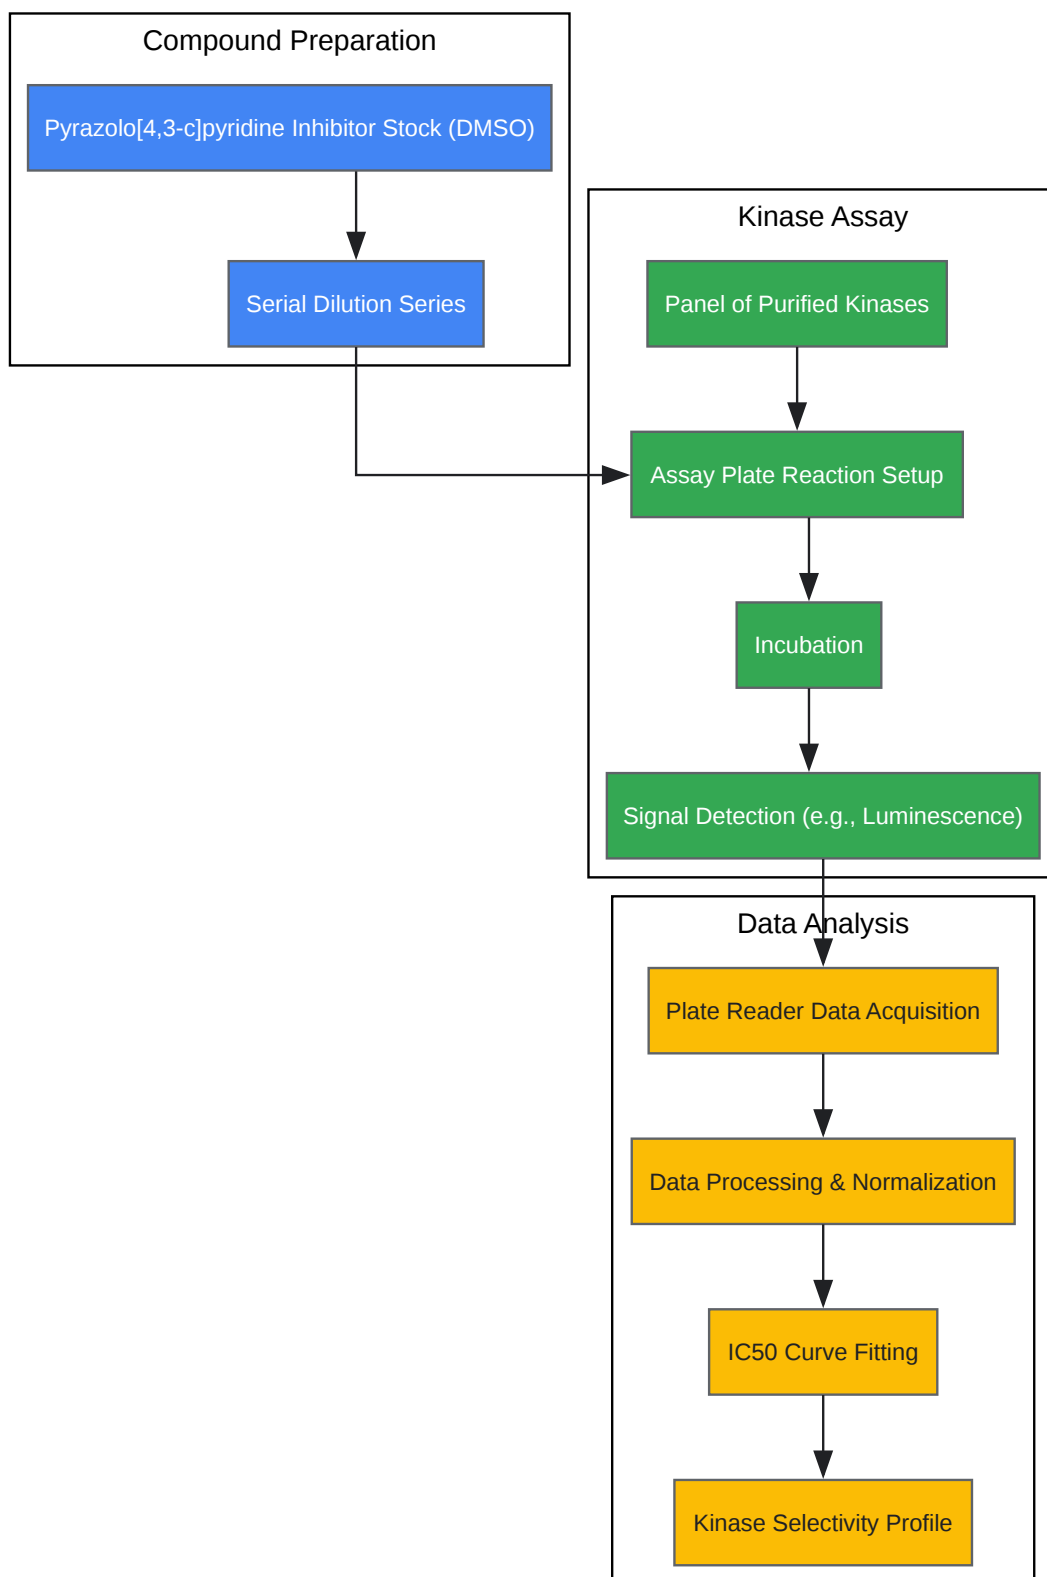 Compound Preparation
Pyrazolo[4,3-c]pyridine Inhibitor Stock (DMSO)
Serial Dilution Series
Kinase Assay
Panel of Purified Kinases
Assay Plate Reaction Setup
Incubation
Signal Detection (e.g., Luminescence)
Data Analysis
Plate Reader Data Acquisition
Data Processing & Normalization
IC50 Curve Fitting
Kinase Selectivity Profile